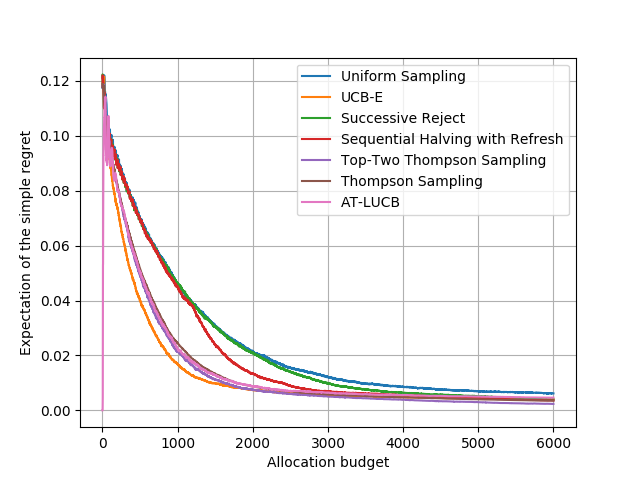 Uniform Sampling
UCB-E
Successive Reject
Sequential Halving with Refresh
Top-Two Thompson Sampling
Thompson Sampling
AT-LUCB
Expectation of the simple regret
0.12
0.10
0.08
0.06
0.04
0.02
0.00
0 1000 2000 3000 4000 5000 6000
Allocation budget